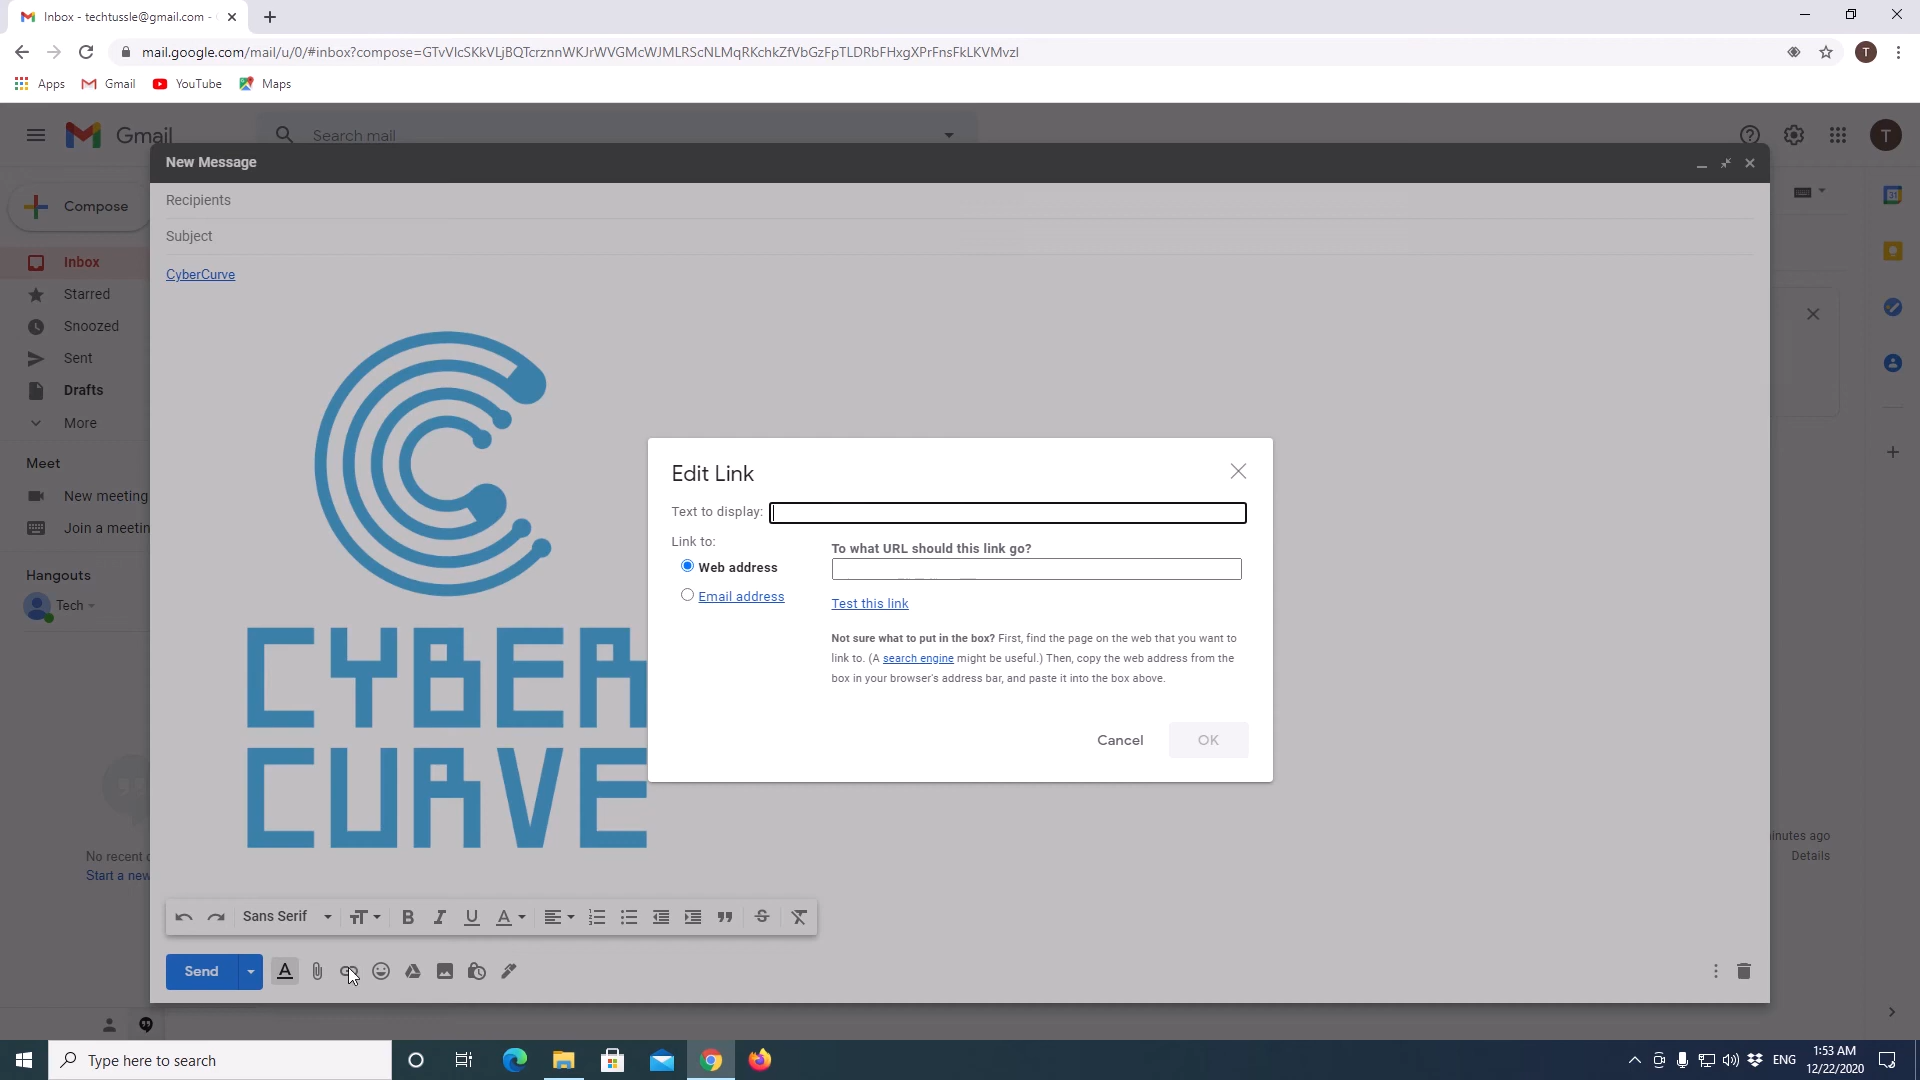 Inbox - techtussle@gmail.com -
mail.google.com/mail/u/0/#inbox?compose=GTvVlcSKkVLjBQTcrznnWKJrWVGMcWJMLRScNLMqRKchkZfVbGzFpTLDRbFHxgXPrFnsFkLKVMvzl
T
Apps Gmail YouTube Maps
Gmail
Search mail
T
New Message
Compose
Recipients
Subject
31
CyberCurve
Inbox
Starred
Snoozed
Sent
Drafts
More
Meet
New meeting
Join a meetin
Hangouts
Tech
CYBER
CURVE
Edit Link
Text to display:
Link to:
Web address
Email address
To what URL should this link go?
Test this link
Not sure what to put in the box? First, find the page on the web that you want to
link to. (A search engine might be useful.) Then, copy the web address from the
box in your browser's address bar, and paste it into the box above.
Cancel OK
No recent
Start a new
inutes ago
Details
Sans Serif
Send
Type here to search
ENG
1:53 AM
12/22/2020